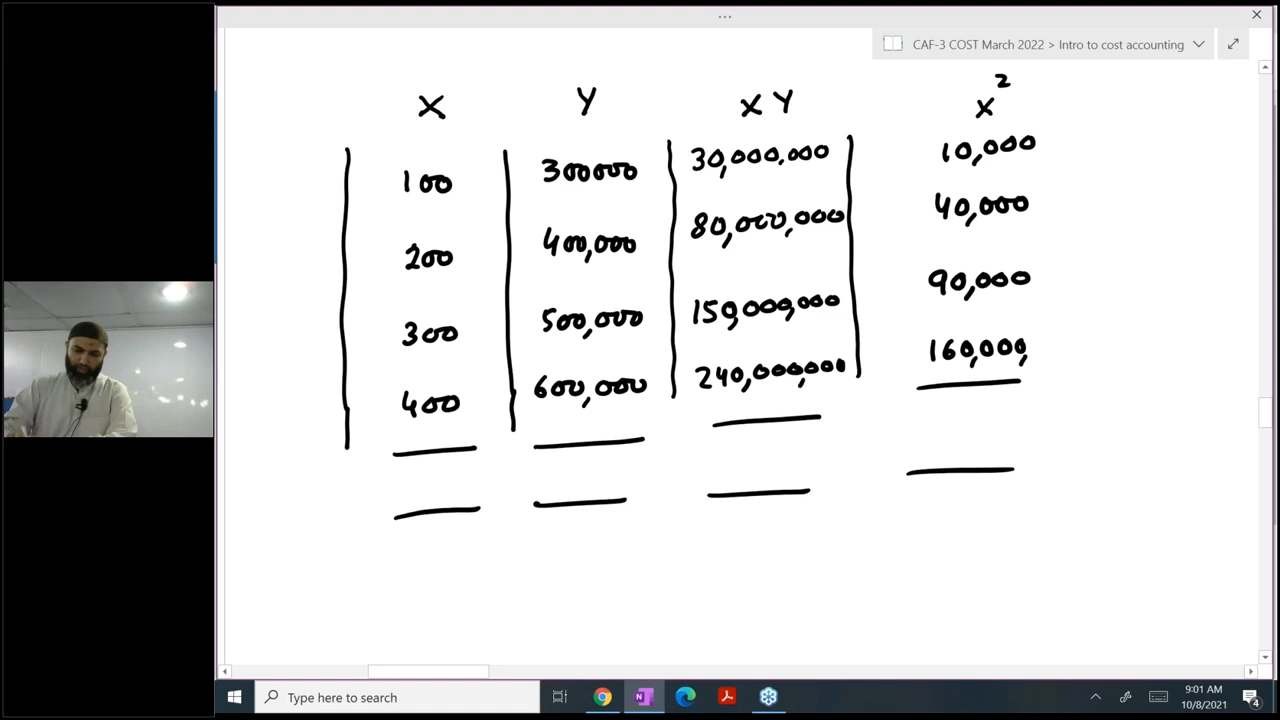 CAF-3 COST March 2022 > Intro to cost accounting
X Y XY X²
100 300000 30,000,000 10,000
200 400,000 80,000,000 40,000
300 500,000 150,000,000 90,000
400 600,000 240,000,000 160,000,
Type here to search
9:01 AM
10/8/2021
4